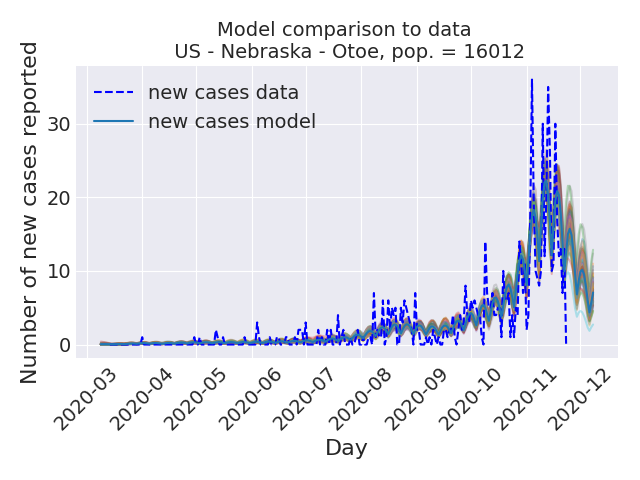 Model comparison to data
US - Nebraska - Otoe, pop. = 16012
Number of new cases reported
new cases data
new cases model
30
20
10
0
2020-03
2020-04
2020-05
2020-06
2020-07
2020-08
2020-09
2020-10
2020-11
2020-12
Day